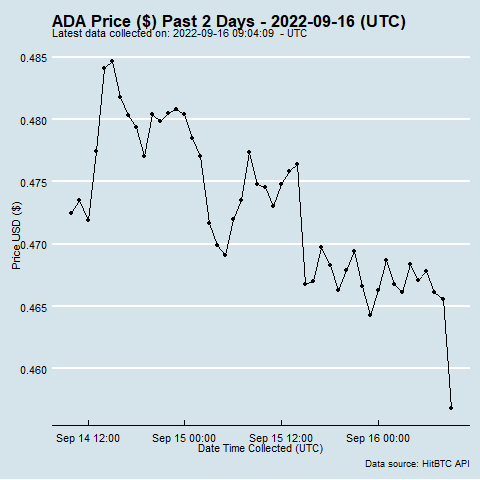 ADA Price ($) Past 2 Days - 2022-09-16 (UTC)
Latest data collected on: 2022-09-16 09:04:09 - UTC
0.485
0.480
0.475
0.470
0.465
0.460
Price USD ($)
Sep 14 12:00
Sep 15 00:00
Sep 15 12:00
Sep 16 00:00
Date Time Collected (UTC)
Data source: HitBTC API